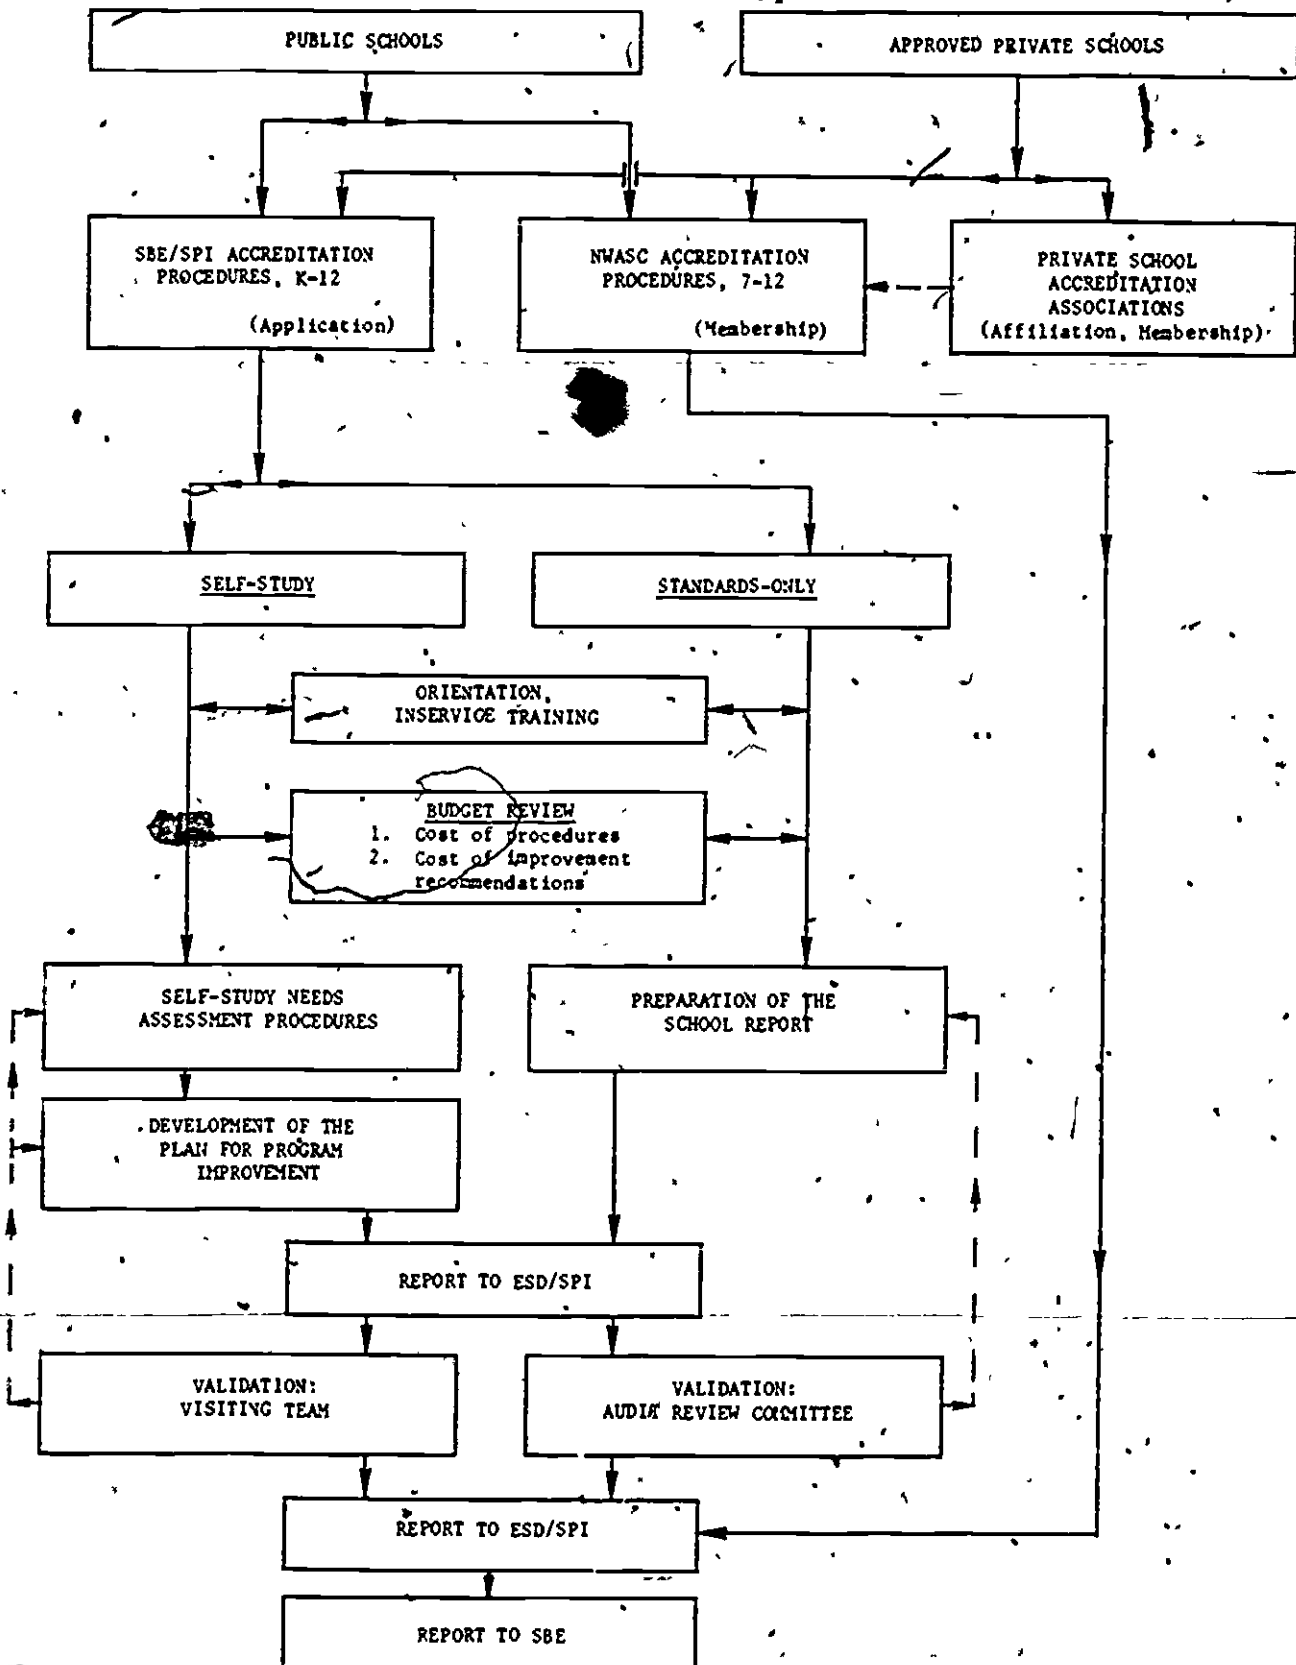 PUBLIC SCHOOLS
APPROVED PRIVATE SCHOOLS
SBE/SPI ACCREDITATION
PROCEDURES, K-12
(Application)
NWASC ACCREDITATION
PROCEDURES, 7-12
(Membership)
PRIVATE SCHOOL
ACCREDITATION
ASSOCIATIONS
(Affiliation, Membership)
SELF-STUDY
STANDARDS-ONLY
ORIENTATION,
INSERVICE TRAINING
BUDGET REVIEW
1. Cost of procedures
2. Cost of improvement
recommendations
SELF-STUDY NEEDS
ASSESSMENT PROCEDURES
PREPARATION OF THE
SCHOOL REPORT
DEVELOPMENT OF THE
PLAN FOR PROGRAM
IMPROVEMENT
REPORT TO ESD/SPI
VALIDATION:
VISITING TEAM
VALIDATION:
AUDIT REVIEW COMMITTEE
REPORT TO ESD/SPI
REPORT TO SBE